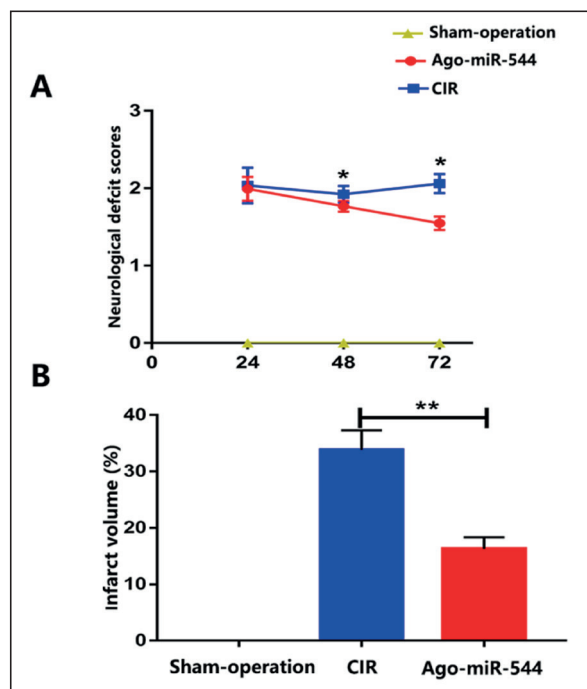 Sham-operation
Ago-miR-544
CIR
A
Neurological defcit scores
3
2
1
0
* *
0 24 48 72
B
Infarct volume (%)
40
30
20
10
0
**
Sham-operation CIR Ago-miR-544